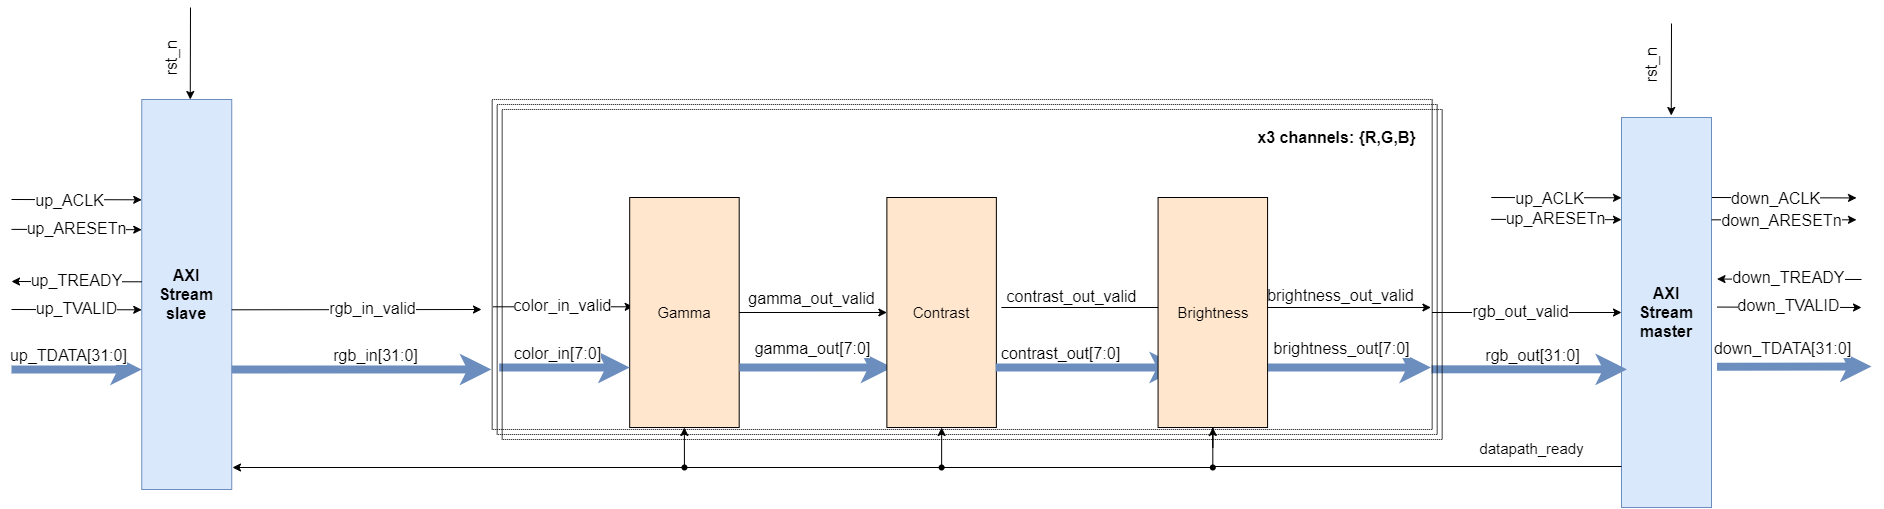 rst_n
rst_n
x3 channels: {R,G,B}
up_ACLK
up_ARESETn
up_TREADY
up_TVALID
up_TDATA[31:0]
AXI
Stream
slave
rgb_in_valid
rgb_in[31:0]
color_in_valid
color_in[7:0]
Gamma
gamma_out_valid
gamma_out[7:0]
Contrast
contrast_out_valid
contrast_out[7:0]
Brightness
brightness_out_valid
brightness_out[7:0]
rgb_out_valid
rgb_out[31:0]
up_ACLK
up_ARESETn
AXI
Stream
master
down_ACLK
down_ARESETn
down_TREADY
down_TVALID
down_TDATA[31:0]
datapath_ready